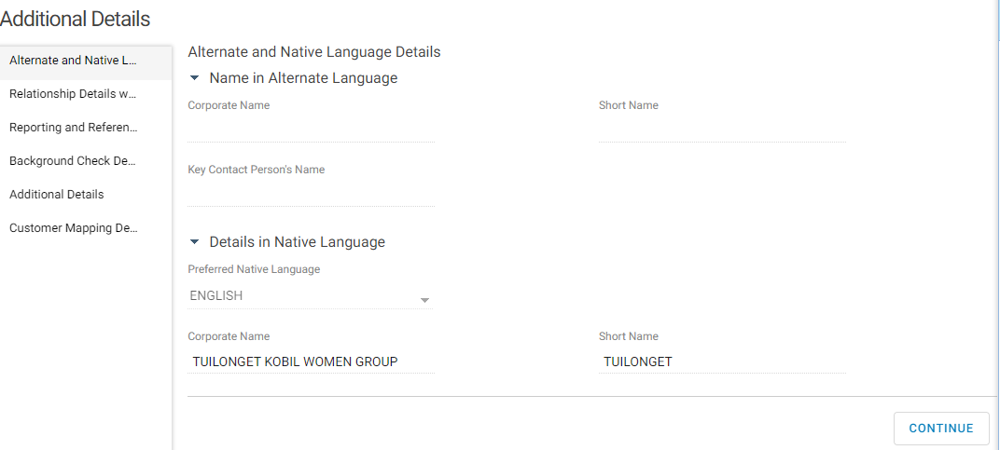 Additional Details
Alternate and Native L...
Relationship Details w...
Reporting and Referen...
Background Check De...
Additional Details
Customer Mapping De...
Alternate and Native Language Details
Name in Alternate Language
Corporate Name
Short Name
Key Contact Person's Name
Details in Native Language
Preferred Native Language
ENGLISH
Corporate Name
Short Name
TUILONGET KOBIL WOMEN GROUP
TUILONGET
CONTINUE